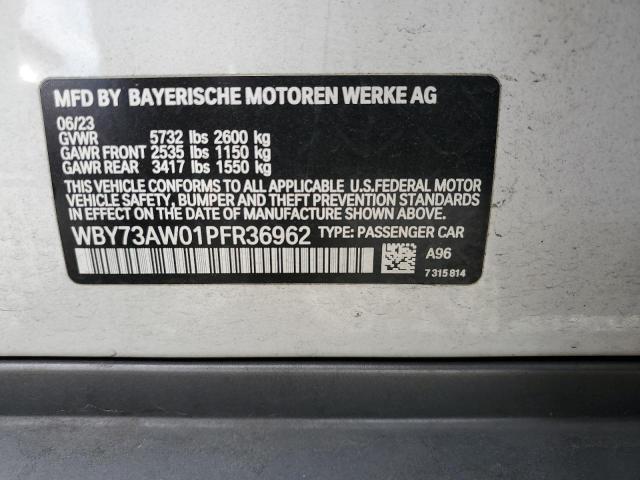 MFD BY BAYERISCHE MOTOREN WERKE AG
06/23
GVWR 5732 lbs 2600 kg
GAWR FRONT 2535 lbs 1150 kg
GAWR REAR 3417 lbs 1550 kg
THIS VEHICLE CONFORMS TO ALL APPLICABLE U.S.FEDERAL MOTOR
VEHICLE SAFETY, BUMPER AND THEFT PREVENTION STANDARDS
IN EFFECT ON THE DATE OF MANUFACTURE SHOWN ABOVE.
WBY73AW01PFR36962 TYPE: PASSENGER CAR
A96
7 315 814